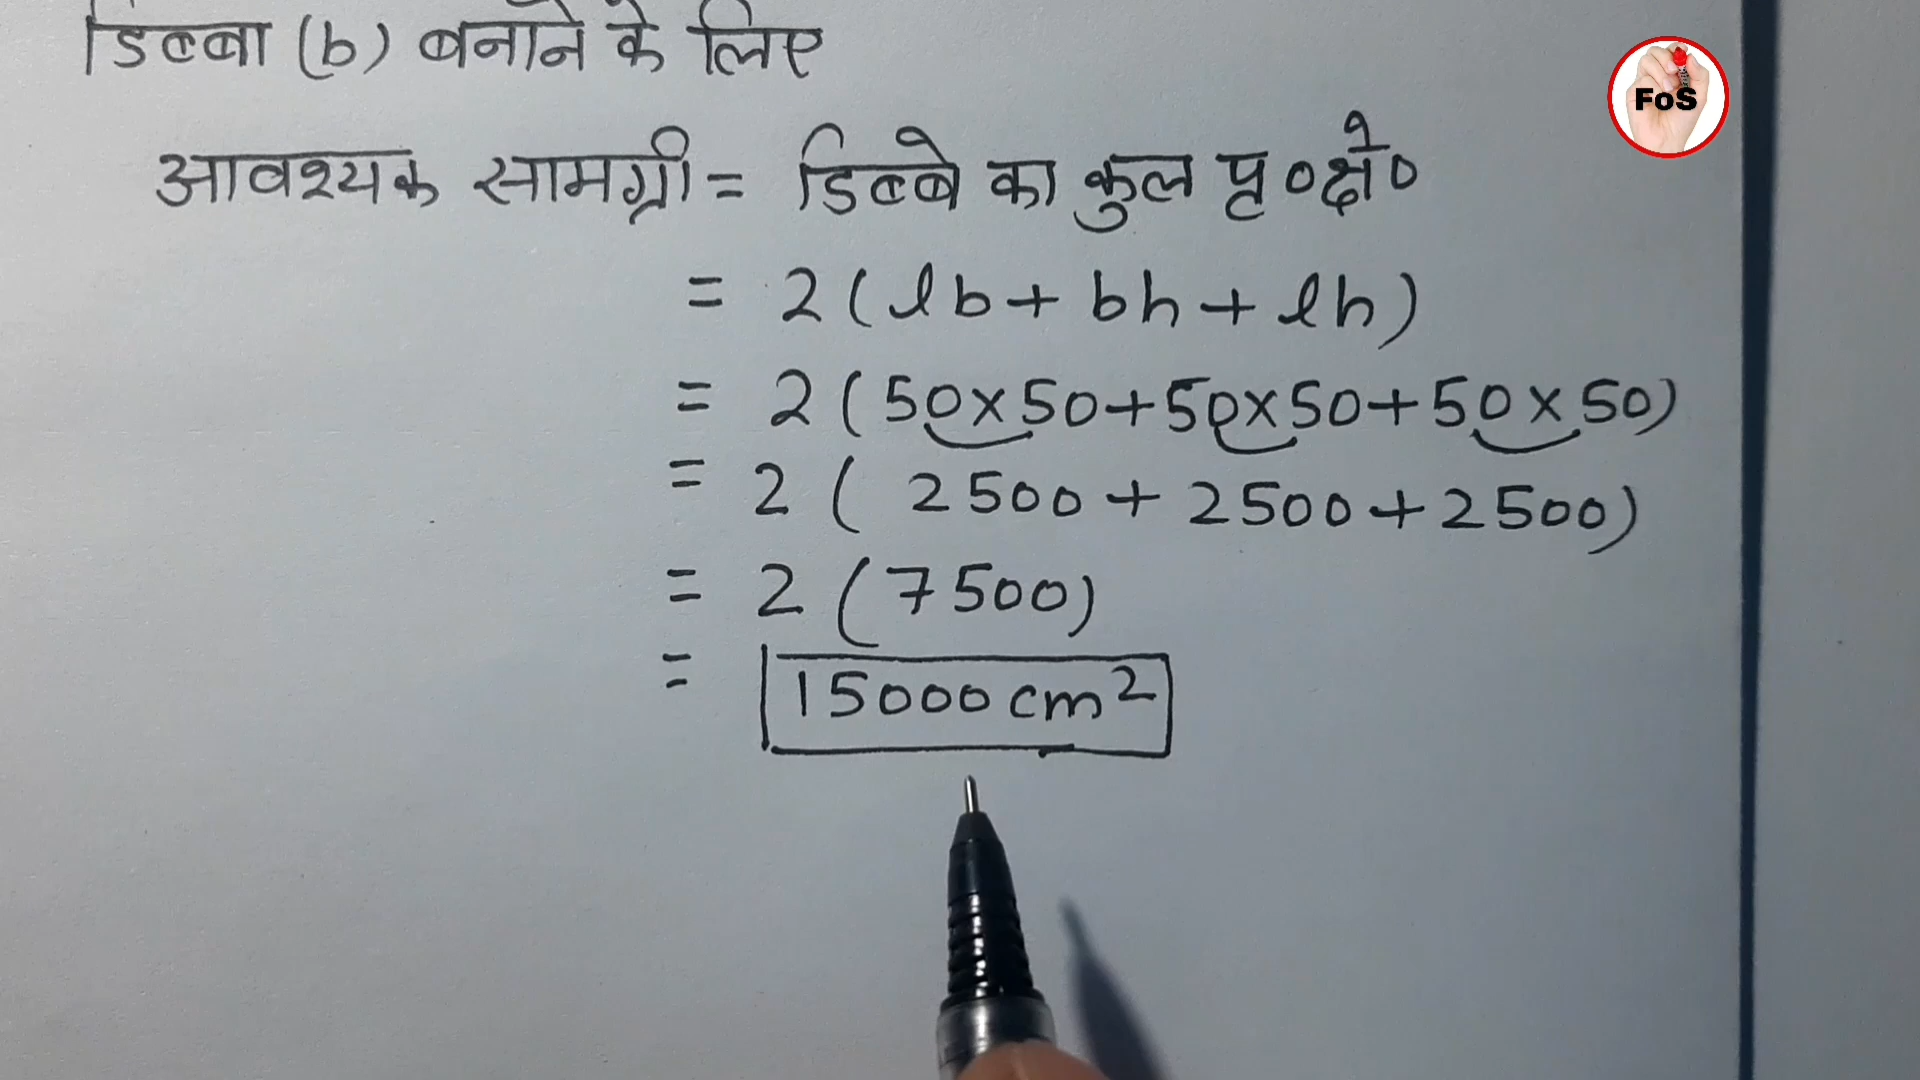 डिब्बा (b) बनाने के लिए
FoS
आवश्यक सामग्री = डिब्बे का कुल पृ०क्षे०
= 2(lb + bh + lh)
= 2(50×50+50×50+50×50)
= 2( 2500 + 2500 + 2500)
= 2 (7500)
= 15000 cm²